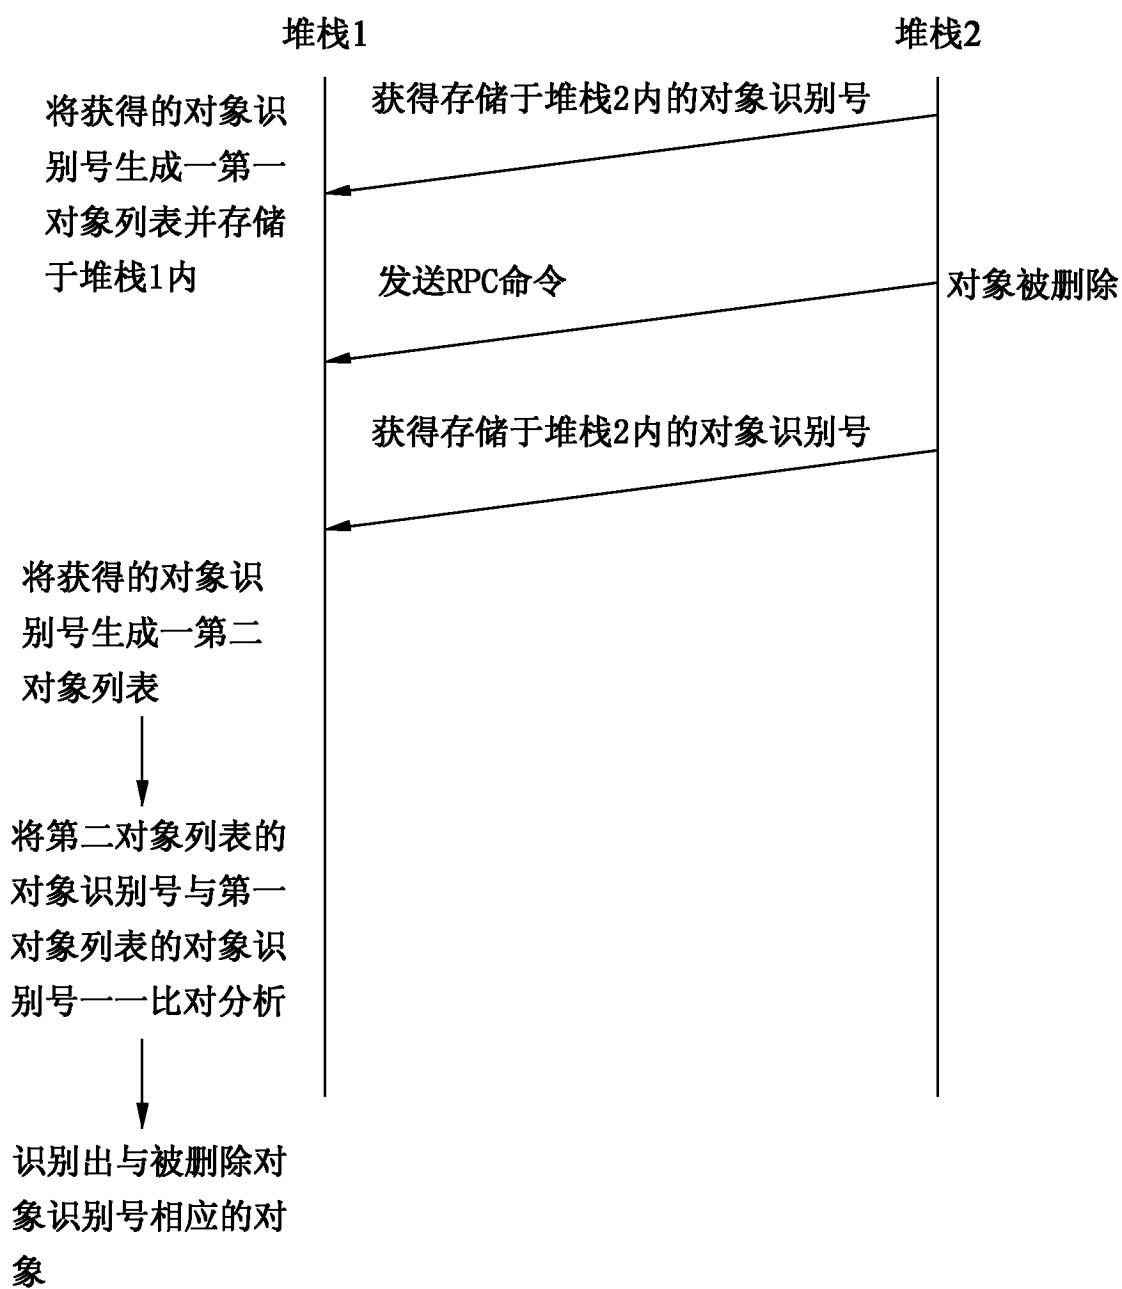 堆栈1
堆栈2
获得存储于堆栈2内的对象识别号
将获得的对象识
别号生成一第一
对象列表并存储
于堆栈1内
发送RPC命令
对象被删除
获得存储于堆栈2内的对象识别号
将获得的对象识
别号生成一第二
对象列表
将第二对象列表的
对象识别号与第一
对象列表的对象识
别号一一比对分析
识别出与被删除对
象识别号相应的对
象